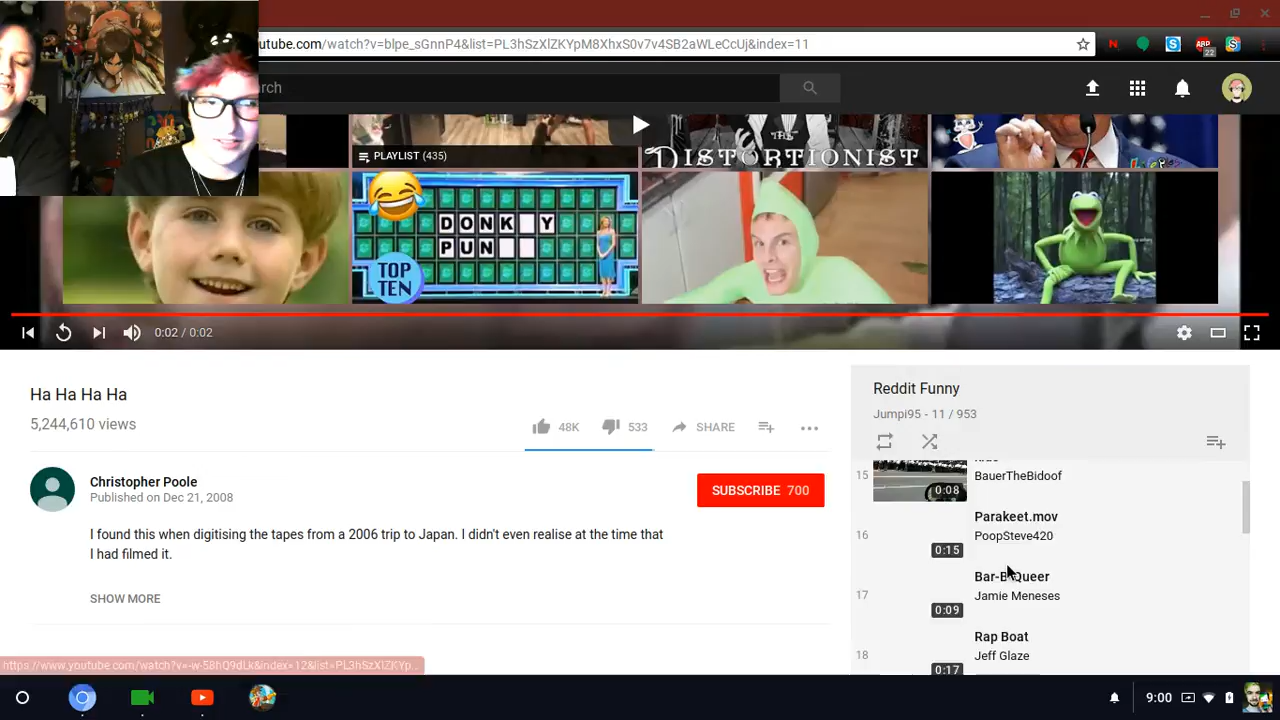 utube.com/watch?v=blpe_sGnnP4&list=PL3hSzXlZKYpM8XhxS0v7v4SB2aWLeCcUj&index=11
N
S
ABP
22
S
rch
PLAYLIST (435)
DISTORTIONIST
DONK Y
PUN
TOP
TEN
0:02 / 0:02
Ha Ha Ha Ha
5,244,610 views
48K
533
SHARE
Christopher Poole
Published on Dec 21, 2008
SUBSCRIBE 700
I found this when digitising the tapes from a 2006 trip to Japan. I didn't even realise at the time that
I had filmed it.
SHOW MORE
Reddit Funny
Jumpi95 - 11 / 953
15
BauerTheBidoof
0:08
Parakeet.mov
16
PoopSteve420
0:15
Bar-B-Queer
17
Jamie Meneses
0:09
Rap Boat
18
Jeff Glaze
0:17
https://www.youtube.com/watch?v=-w-58hQ9dLk&index=12&list=PL3hSzXlZKYp...
9:00